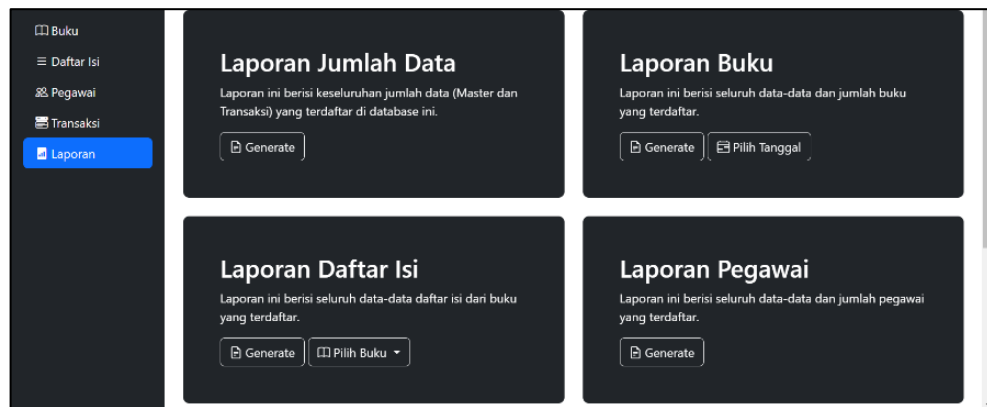 Buku
Daftar Isi
Pegawai
Transaksi
Laporan
Laporan Jumlah Data
Laporan ini berisi keseluruhan jumlah data (Master dan
Transaksi) yang terdaftar di database ini.
Generate
Laporan Buku
Laporan ini berisi seluruh data-data dan jumlah buku
yang terdaftar.
Generate Pilih Tanggal
Laporan Daftar Isi
Laporan ini berisi seluruh data-data daftar isi dari buku
yang terdaftar.
Generate Pilih Buku
Laporan Pegawai
Laporan ini berisi seluruh data-data dan jumlah pegawai
yang terdaftar.
Generate